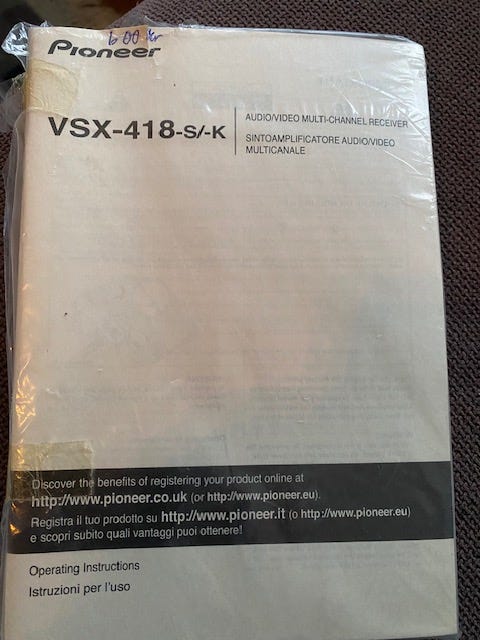 600 kr
Pioneer
VSX-418-S/-K
AUDIO/VIDEO MULTI-CHANNEL RECEIVER
SINTOAMPLIFICATORE AUDIO/VIDEO
MULTICANALE
Discover the benefits of registering your product online at
http://www.pioneer.co.uk (or http://www.pioneer.eu).
Registra il tuo prodotto su http://www.pioneer.it (o http://www.pioneer.eu)
e scopri subito quali vantaggi puoi ottenere!
Operating Instructions
Istruzioni per l'uso